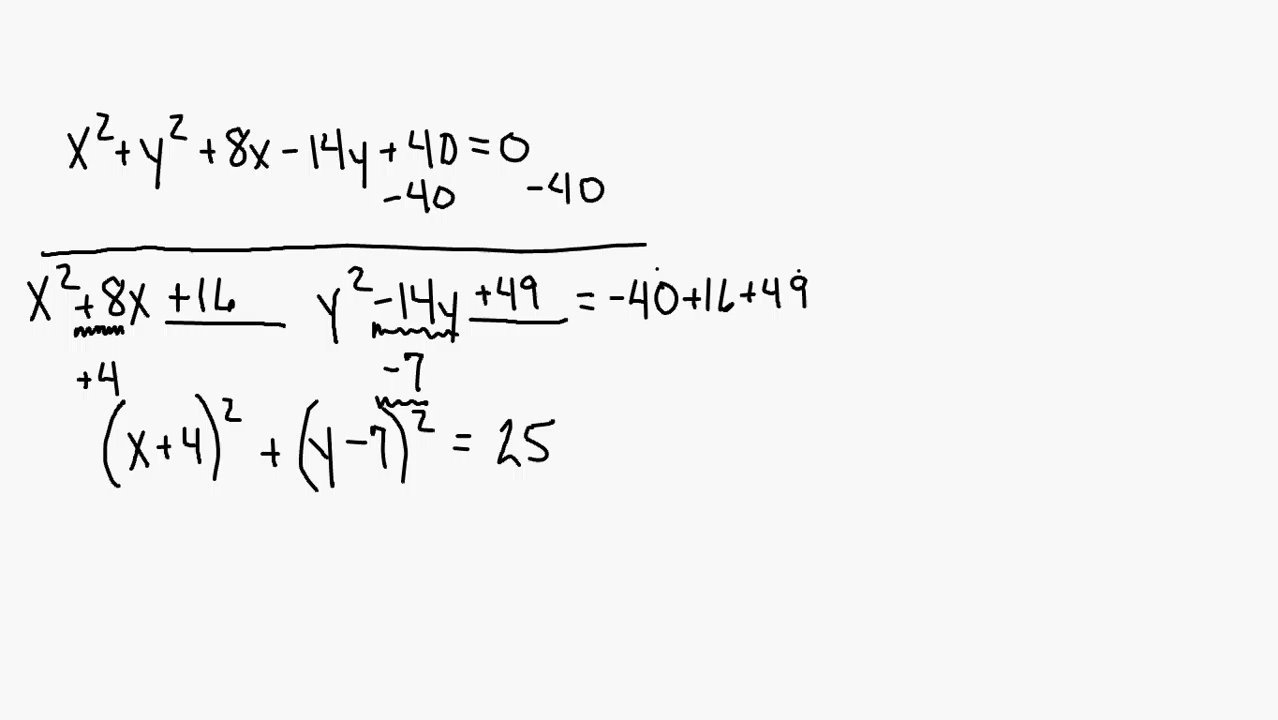 x² + y² + 8x - 14y + 40 = 0
-40 -40
x² + 8x + 16 y² - 14y + 49 = -40 + 16 + 49
+4 -7
(x + 4)² + (y - 7)² = 25